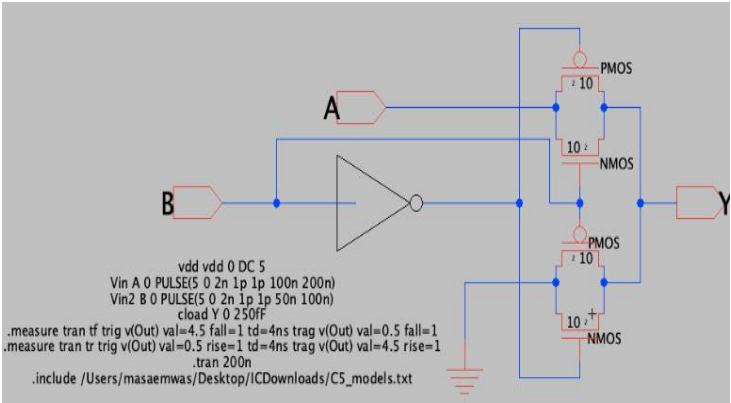 PMOS
2 10
A
10 2
NMOS
B
Y
PMOS
2 10
10 2
NMOS
vdd vdd 0 DC 5
Vin A 0 PULSE(5 0 2n 1p 1p 100n 200n)
Vin2 B 0 PULSE(5 0 2n 1p 1p 50n 100n)
cload Y 0 250fF
.measure tran tf trig v(Out) val=4.5 fall=1 td=4ns trag v(Out) val=0.5 fall=1
.measure tran tr trig v(Out) val=0.5 rise=1 td=4ns trag v(Out) val=4.5 rise=1
.tran 200n
.include /Users/masaemwas/Desktop/ICDownloads/C5_models.txt